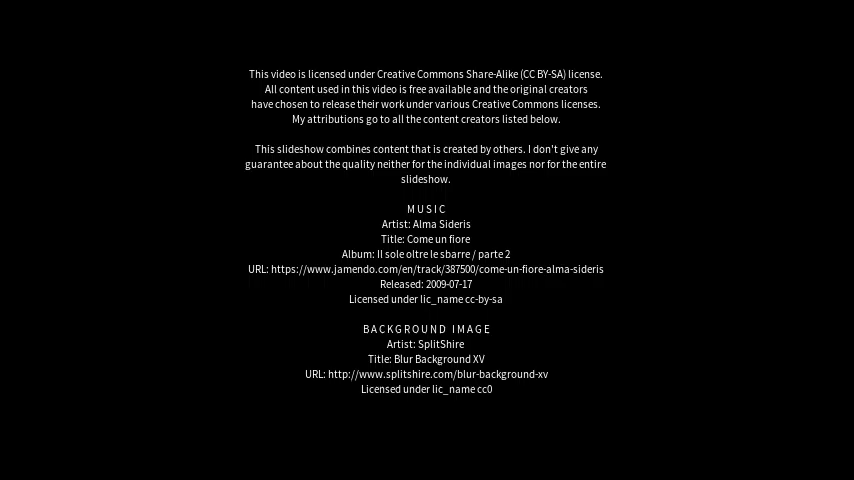 This video is licensed under Creative Commons Share-Alike (CC BY-SA) license.
All content used in this video is free available and the original creators
have chosen to release their work under various Creative Commons licenses.
My attributions go to all the content creators listed below.
This slideshow combines content that is created by others. I don't give any
guarantee about the quality neither for the individual images nor for the entire
slideshow.
MUSIC
Artist: Alma Sideris
Title: Come un fiore
Album: Il sole oltre le sbarre / parte 2
URL: https://www.jamendo.com/en/track/387500/come-un-fiore-alma-sideris
Released: 2009-07-17
Licensed under lic_name cc-by-sa
BACKGROUND IMAGE
Artist: SplitShire
Title: Blur Background XV
URL: http://www.splitshire.com/blur-background-xv
Licensed under lic_name cc0